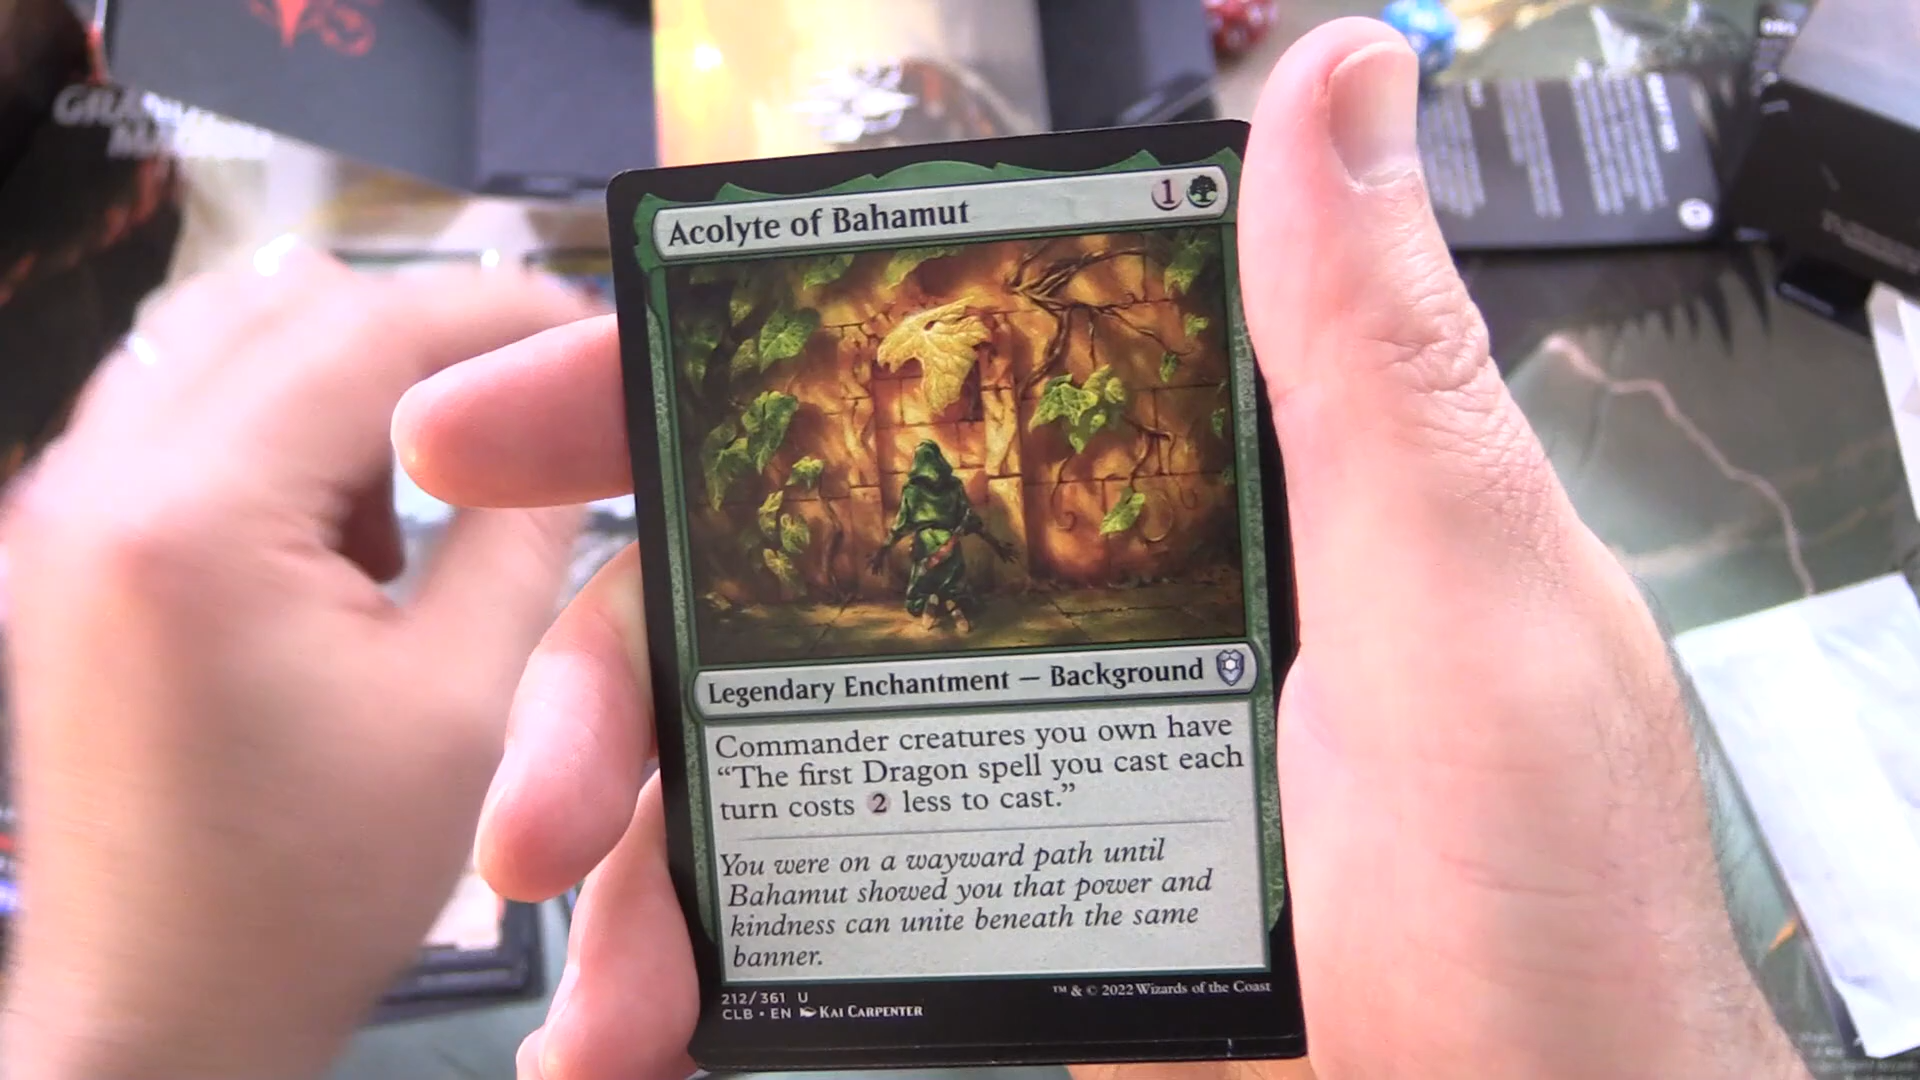 Acolyte of Bahamut
1
Legendary Enchantment — Background
Commander creatures you own have
“The first Dragon spell you cast each
turn costs 2 less to cast.”
You were on a wayward path until
Bahamut showed you that power and
kindness can unite beneath the same
banner.
212/361 U
CLB • EN KAI CARPENTER
™ & © 2022 Wizards of the Coast